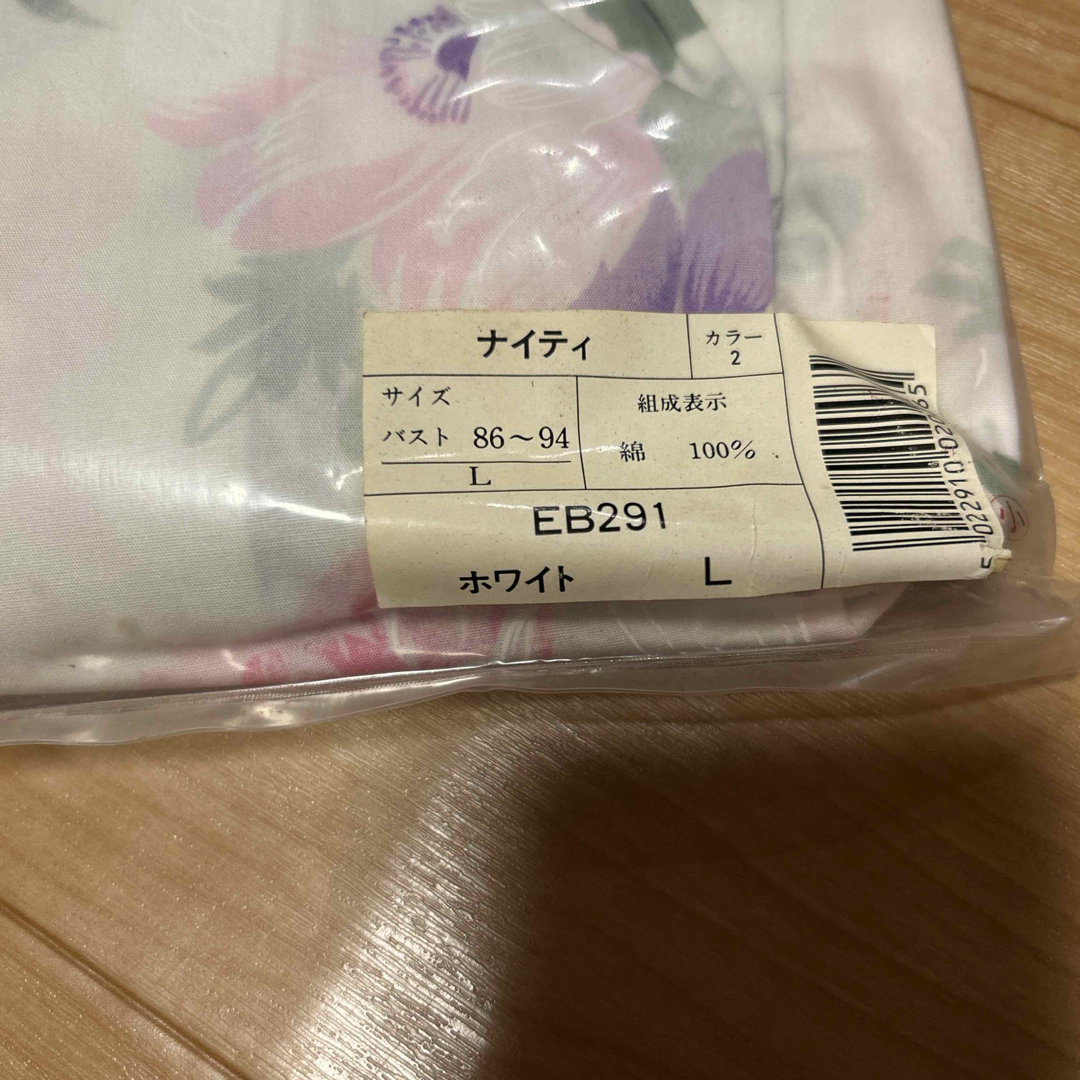 ナイティ
カラー
2
サイズ
バスト 86～94
L
組成表示
綿 100%
EB291
ホワイト L